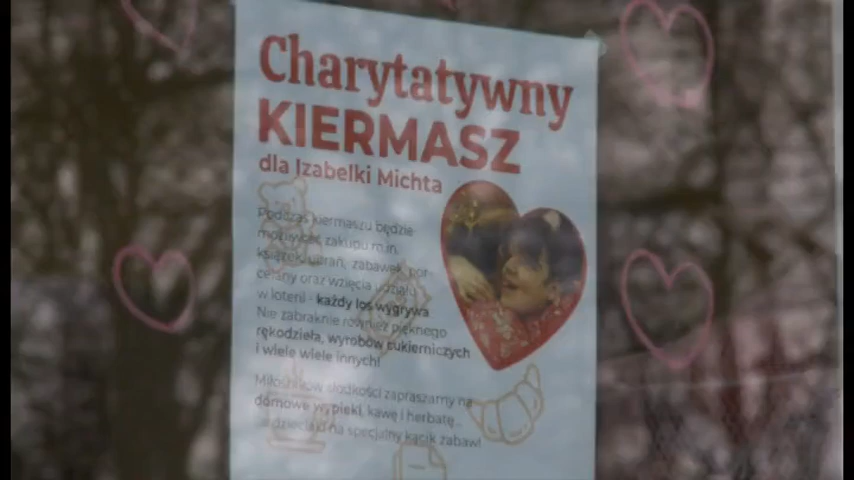 Charytatywny
KIERMASZ
dla Izabelki Michta
Podczas kiermaszu będzie
możliwość zakupu m.in.
książek, ubrań, zabawek, por
celany oraz wzięcia udziału
w loterii - każdy los wygrywa
Nie zabraknie również pięknego
rękodzieła, wyrobów cukierniczych
i wiele wiele innych!
Miłośników słodkości zapraszamy na
domowe wypieki, kawę i herbatę..
a dzieciaki na specjalny kącik zabaw!